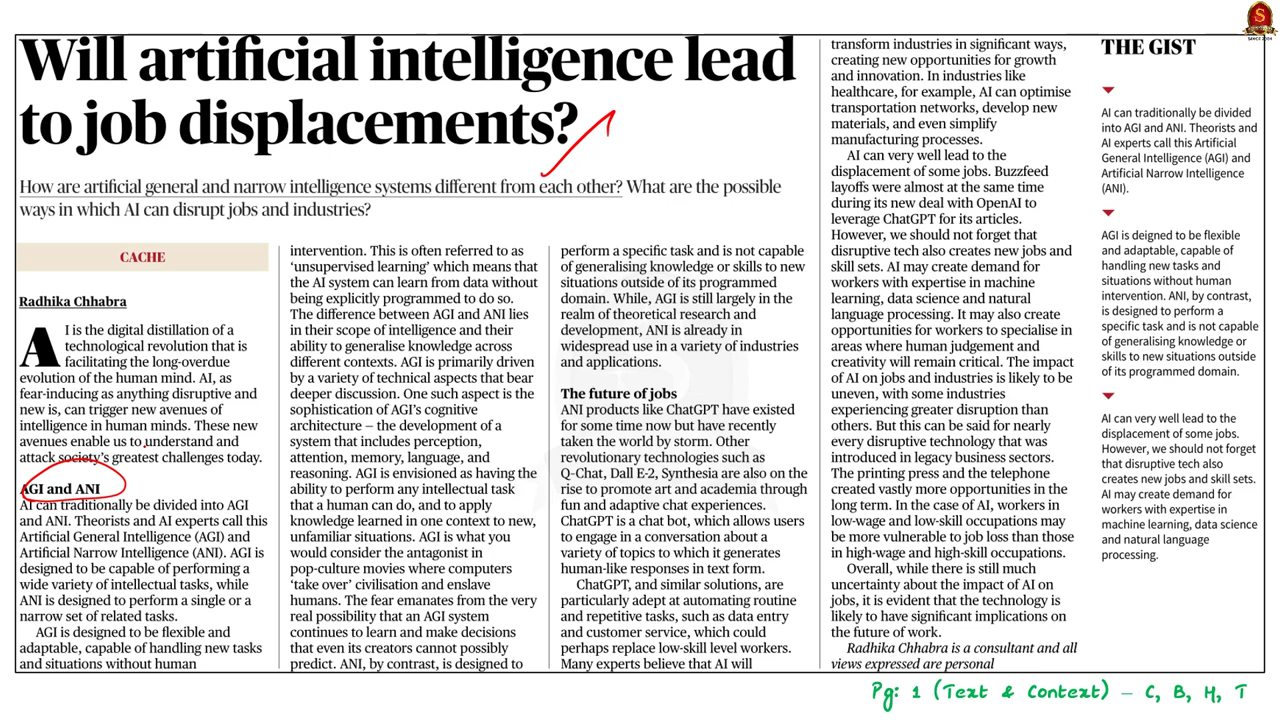 Will artificial intelligence lead
to job displacements?
How are artificial general and narrow intelligence systems different from each other? What are the possible
ways in which AI can disrupt jobs and industries?
CACHE
Radhika Chhabra
AI is the digital distillation of a
technological revolution that is
facilitating the long-overdue
evolution of the human mind. AI, as
fear-inducing as anything disruptive and
new is, can trigger new avenues of
intelligence in human minds. These new
avenues enable us to understand and
attack society's greatest challenges today.
AGI and ANI
AI can traditionally be divided into AGI
and ANI. Theorists and AI experts call this
Artificial General Intelligence (AGI) and
Artificial Narrow Intelligence (ANI). AGI is
designed to be capable of performing a
wide variety of intellectual tasks, while
ANI is designed to perform a single or a
narrow set of related tasks.
AGI is designed to be flexible and
adaptable, capable of handling new tasks
and situations without human
intervention. This is often referred to as
‘unsupervised learning’ which means that
the AI system can learn from data without
being explicitly programmed to do so.
The difference between AGI and ANI lies
in their scope of intelligence and their
ability to generalise knowledge across
different contexts. AGI is primarily driven
by a variety of technical aspects that bear
deeper discussion. One such aspect is the
sophistication of AGI's cognitive
architecture – the development of a
system that includes perception,
attention, memory, language, and
reasoning. AGI is envisioned as having the
ability to perform any intellectual task
that a human can do, and to apply
knowledge learned in one context to new,
unfamiliar situations. AGI is what you
would consider the antagonist in
pop-culture movies where computers
‘take over’ civilisation and enslave
humans. The fear emanates from the very
real possibility that an AGI system
continues to learn and make decisions
that even its creators cannot possibly
predict. ANI, by contrast, is designed to
perform a specific task and is not capable
of generalising knowledge or skills to new
situations outside of its programmed
domain. While, AGI is still largely in the
realm of theoretical research and
development, ANI is already in
widespread use in a variety of industries
and applications.
The future of jobs
ANI products like ChatGPT have existed
for some time now but have recently
taken the world by storm. Other
revolutionary technologies such as
Q-Chat, Dall E-2, Synthesia are also on the
rise to promote art and academia through
fun and adaptive chat experiences.
ChatGPT is a chat bot, which allows users
to engage in a conversation about a
variety of topics to which it generates
human-like responses in text form.
ChatGPT, and similar solutions, are
particularly adept at automating routine
and repetitive tasks, such as data entry
and customer service, which could
perhaps replace low-skill level workers.
Many experts believe that AI will
transform industries in significant ways,
creating new opportunities for growth
and innovation. In industries like
healthcare, for example, AI can optimise
transportation networks, develop new
materials, and even simplify
manufacturing processes.
AI can very well lead to the
displacement of some jobs. Buzzfeed
layoffs were almost at the same time
during its new deal with OpenAI to
leverage ChatGPT for its articles.
However, we should not forget that
disruptive tech also creates new jobs and
skill sets. AI may create demand for
workers with expertise in machine
learning, data science and natural
language processing. It may also create
opportunities for workers to specialise in
areas where human judgement and
creativity will remain critical. The impact
of AI on jobs and industries is likely to be
uneven, with some industries
experiencing greater disruption than
others. But this can be said for nearly
every disruptive technology that was
introduced in legacy business sectors.
The printing press and the telephone
created vastly more opportunities in the
long term. In the case of AI, workers in
low-wage and low-skill occupations may
be more vulnerable to job loss than those
in high-wage and high-skill occupations.
Overall, while there is still much
uncertainty about the impact of AI on
jobs, it is evident that the technology is
likely to have significant implications on
the future of work.
Radhika Chhabra is a consultant and all
views expressed are personal
THE GIST
AI can traditionally be divided
into AGI and ANI. Theorists and
AI experts call this Artificial
General Intelligence (AGI) and
Artificial Narrow Intelligence
(ANI).
AGI is deigned to be flexible
and adaptable, capable of
handling new tasks and
situations without human
intervention. ANI, by contrast,
is designed to perform a
specific task and is not capable
of generalising knowledge or
skills to new situations outside
of its programmed domain.
AI can very well lead to the
displacement of some jobs.
However, we should not forget
that disruptive tech also
creates new jobs and skill sets.
AI may create demand for
workers with expertise in
machine learning, data science
and natural language
processing.
Pg: 1 (Text & Context) – C, B, H, T